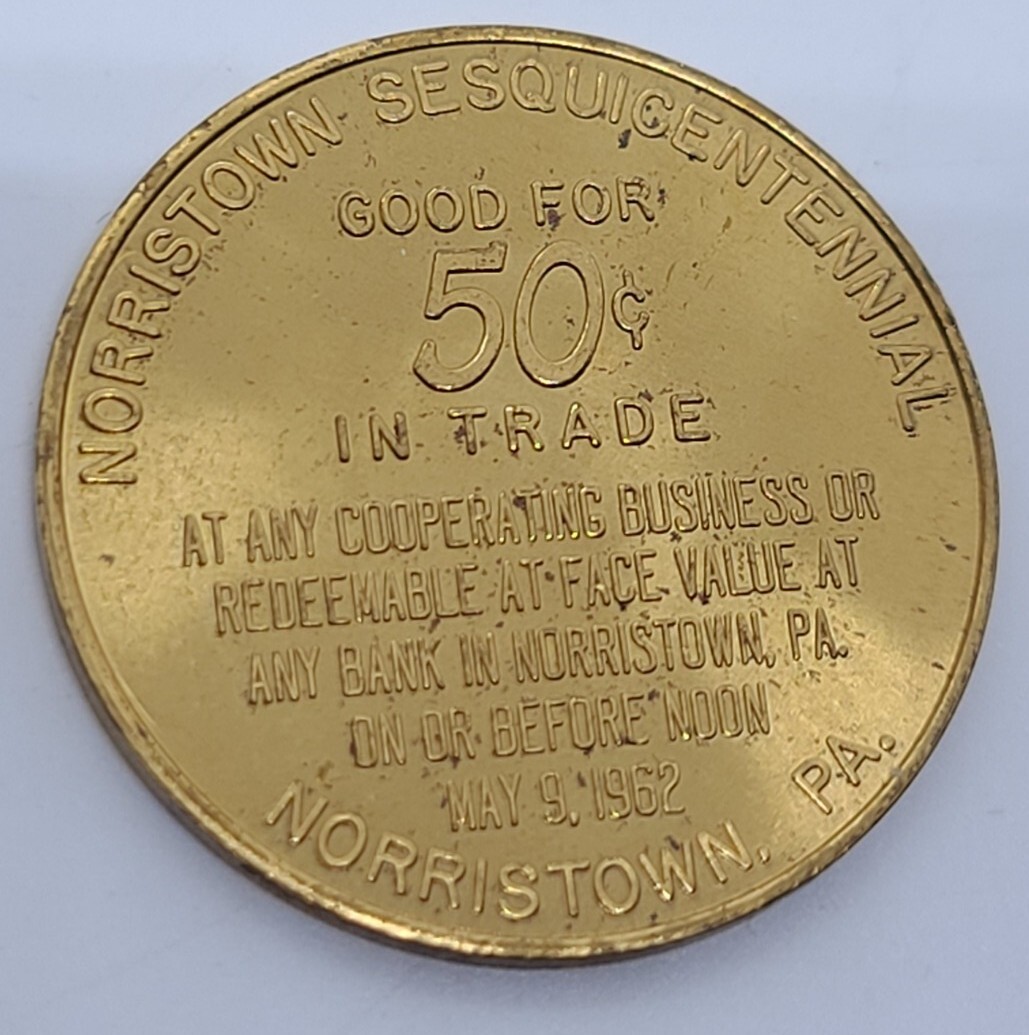 NORRISTOWN SESQUICENTENNIAL
GOOD FOR
50¢
IN TRADE
AT ANY COOPERATING BUSINESS OR
REDEEMABLE AT FACE VALUE AT
ANY BANK IN NORRISTOWN, PA.
ON OR BEFORE NOON
MAY 9, 1962
NORRISTOWN, PA.